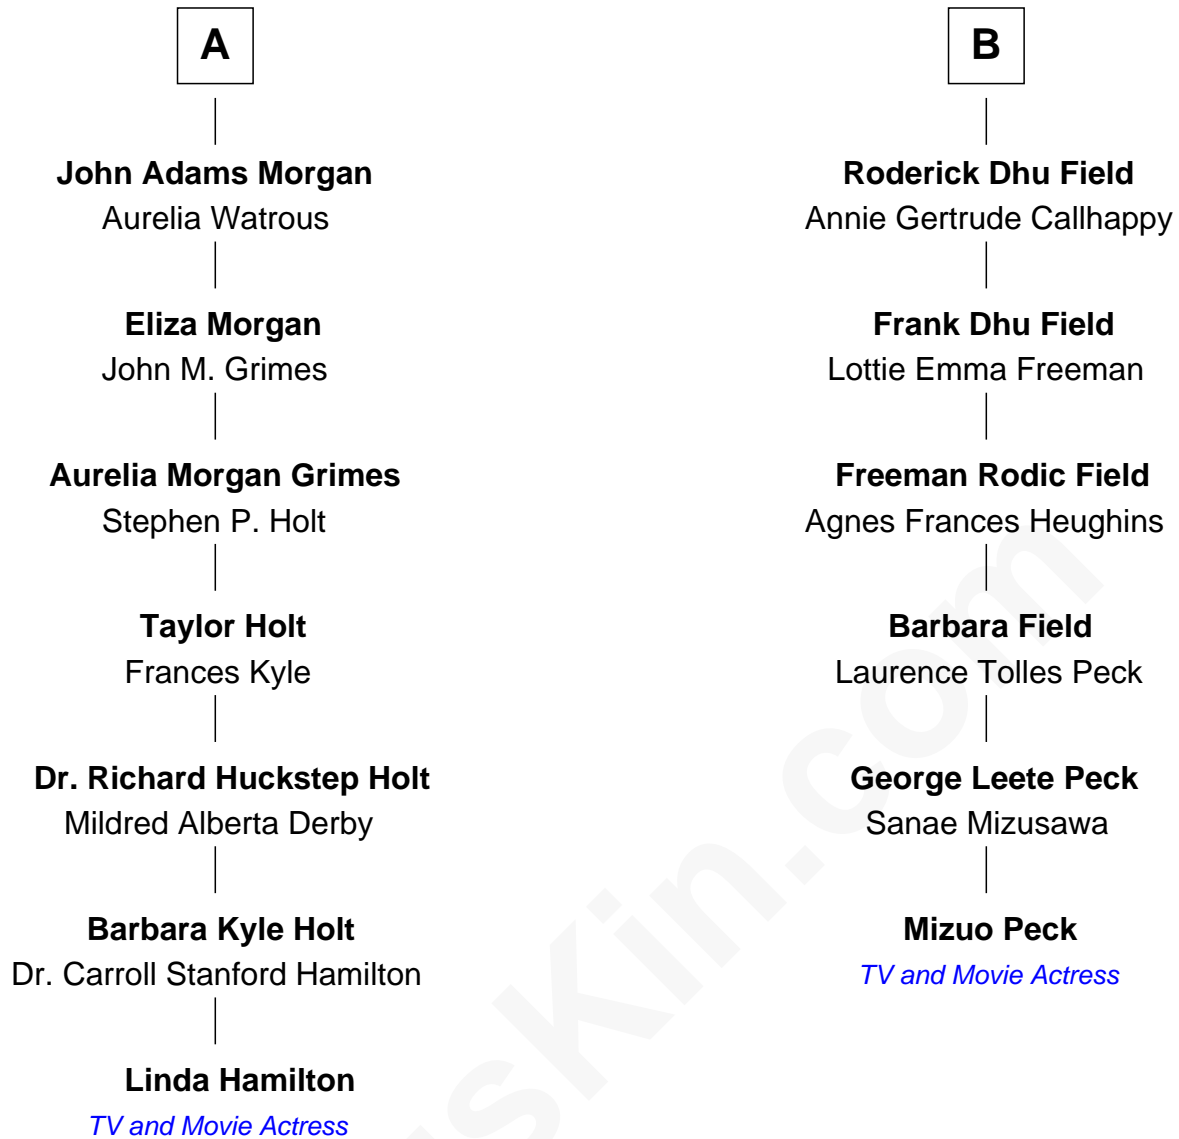 A
John Adams Morgan
Aurelia Watrous
Eliza Morgan
John M. Grimes
Aurelia Morgan Grimes
Stephen P. Holt
Taylor Holt
Frances Kyle
Dr. Richard Huckstep Holt
Mildred Alberta Derby
Barbara Kyle Holt
Dr. Carroll Stanford Hamilton
Linda Hamilton
TV and Movie Actress
B
Roderick Dhu Field
Annie Gertrude Callhappy
Frank Dhu Field
Lottie Emma Freeman
Freeman Rodic Field
Agnes Frances Heughins
Barbara Field
Laurence Tolles Peck
George Leete Peck
Sanae Mizusawa
Mizuo Peck
TV and Movie Actress